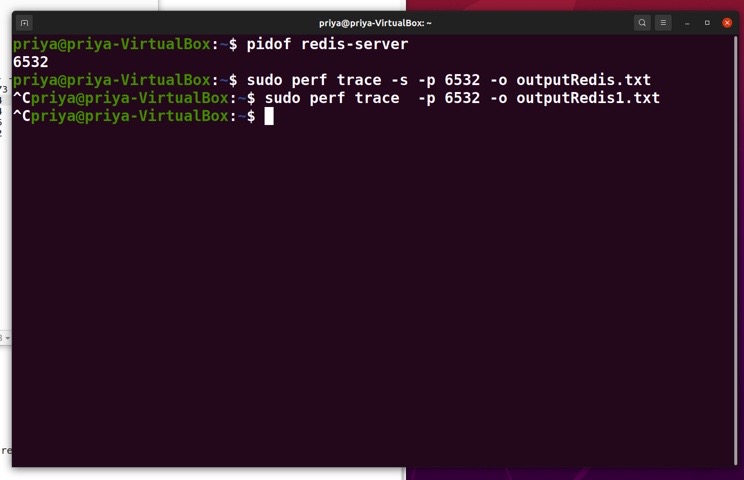 priya@priya-VirtualBox: ~
priya@priya-VirtualBox:~$ pidof redis-server
6532
priya@priya-VirtualBox:~$ sudo perf trace -s -p 6532 -o outputRedis.txt
^Cpriya@priya-VirtualBox:~$ sudo perf trace  -p 6532 -o outputRedis1.txt
^Cpriya@priya-VirtualBox:~$
re